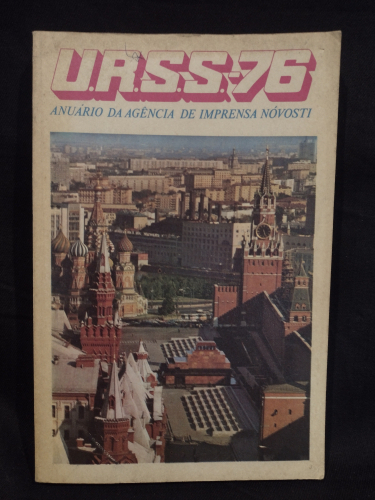 U.R.S.S.-76
ANUÁRIO DA AGÊNCIA DE IMPRENSA NÓVOSTI